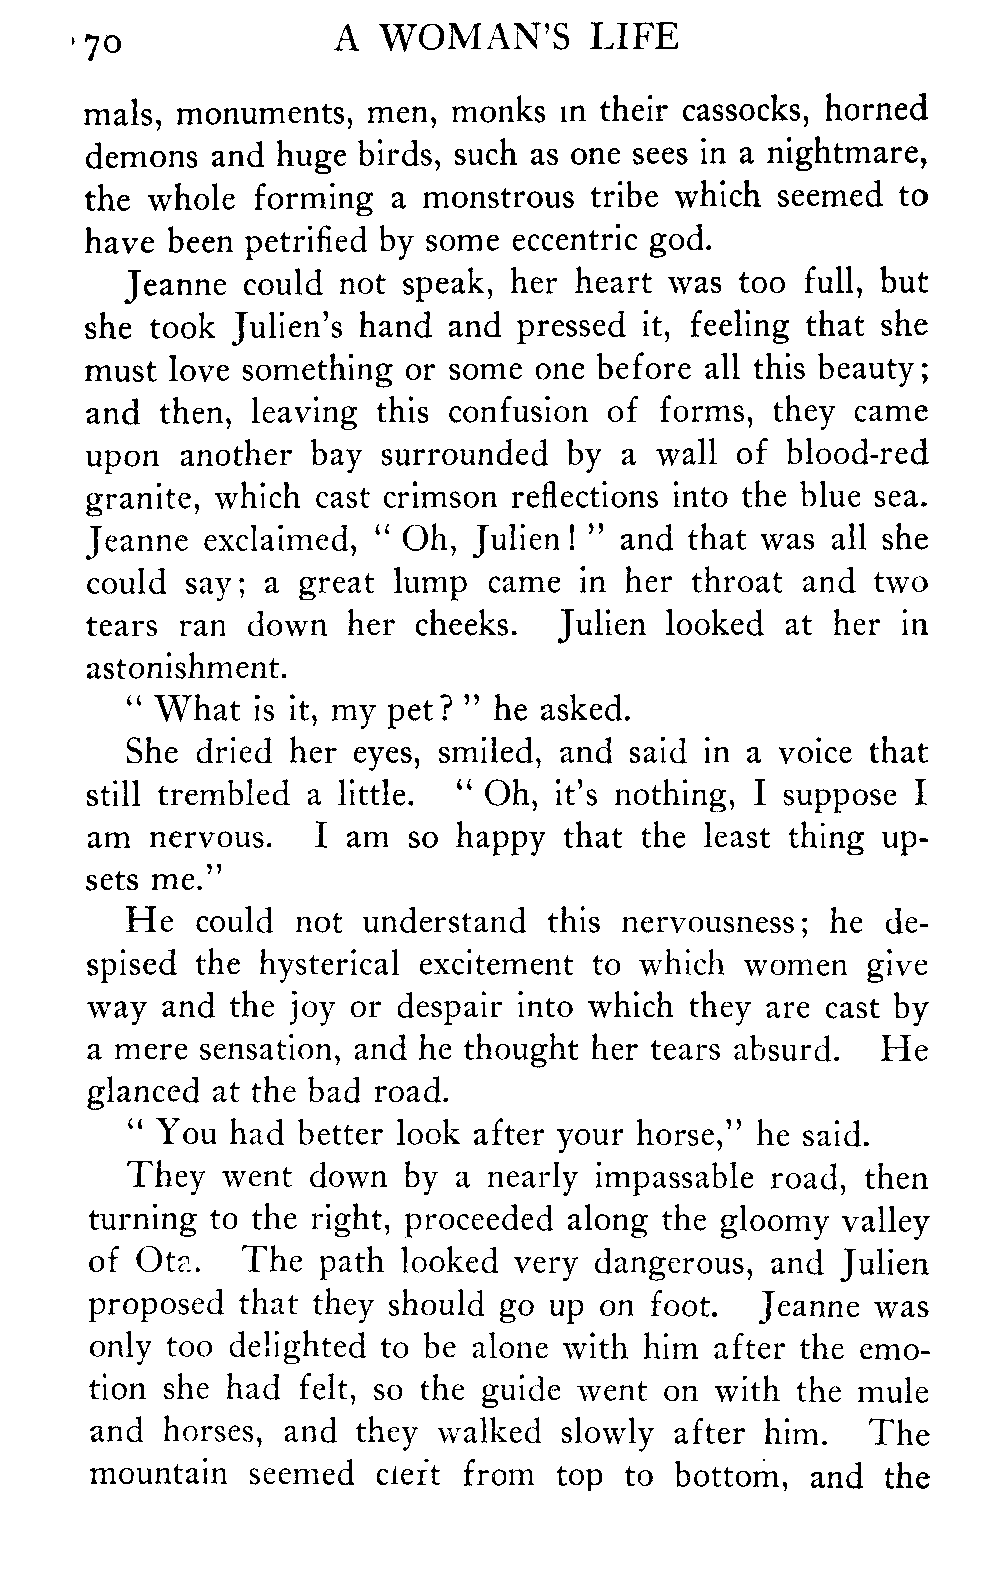 70 A WOMAN'S LIFE
mals, monuments, men, monks in their cassocks, horned
demons and huge birds, such as one sees in a nightmare,
the whole forming a monstrous tribe which seemed to
have been petrified by some eccentric god.
Jeanne could not speak, her heart was too full, but
she took Julien's hand and pressed it, feeling that she
must love something or some one before all this beauty;
and then, leaving this confusion of forms, they came
upon another bay surrounded by a wall of blood-red
granite, which cast crimson reflections into the blue sea.
Jeanne exclaimed, " Oh, Julien! " and that was all she
could say; a great lump came in her throat and two
tears ran down her cheeks. Julien looked at her in
astonishment.
" What is it, my pet? " he asked.
She dried her eyes, smiled, and said in a voice that
still trembled a little. " Oh, it's nothing, I suppose I
am nervous. I am so happy that the least thing up-
sets me."
He could not understand this nervousness; he de-
spised the hysterical excitement to which women give
way and the joy or despair into which they are cast by
a mere sensation, and he thought her tears absurd. He
glanced at the bad road.
" You had better look after your horse," he said.
They went down by a nearly impassable road, then
turning to the right, proceeded along the gloomy valley
of Ota. The path looked very dangerous, and Julien
proposed that they should go up on foot. Jeanne was
only too delighted to be alone with him after the emo-
tion she had felt, so the guide went on with the mule
and horses, and they walked slowly after him. The
mountain seemed cleft from top to bottom, and the